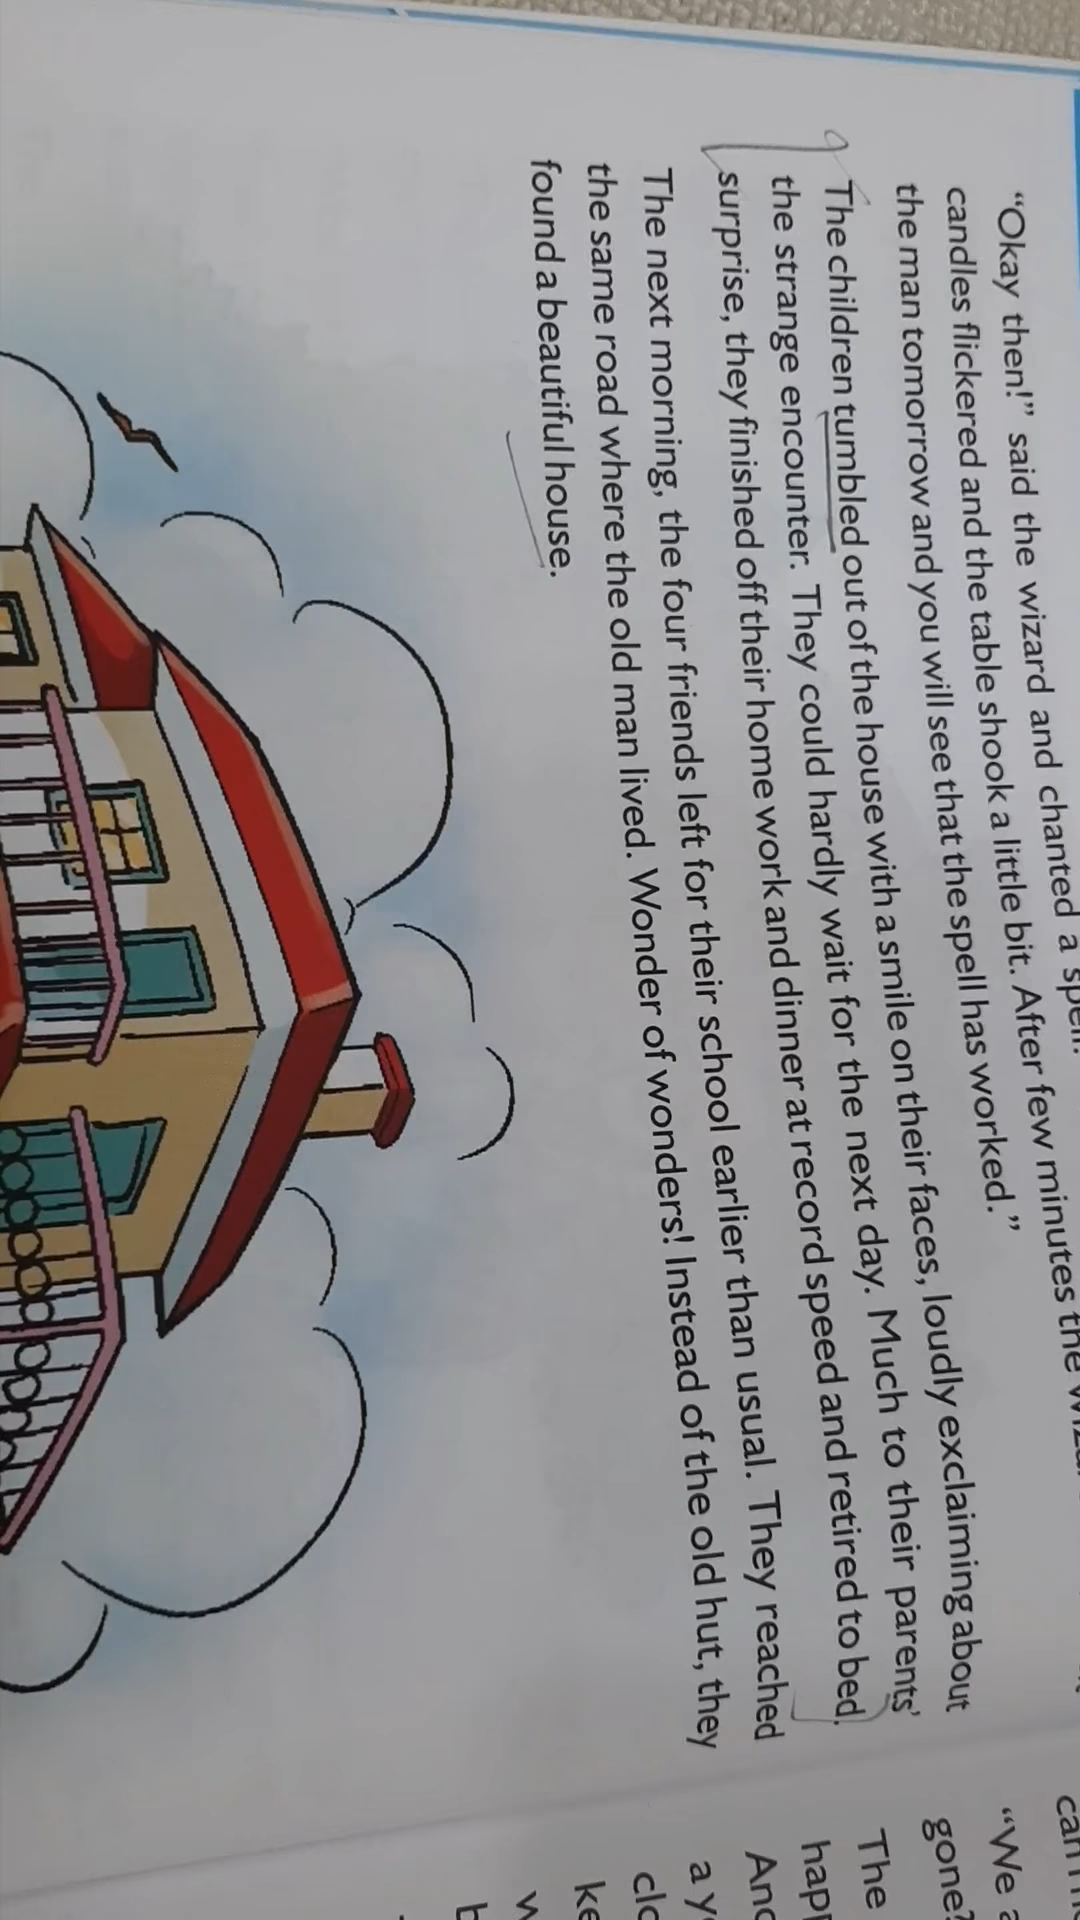 “Okay then!” said the wizard and chanted a spell.
candles flickered and the table shook a little bit. After few minutes the
the man tomorrow and you will see that the spell has worked.”
The children tumbled out of the house with a smile on their faces, loudly exclaiming about
the strange encounter. They could hardly wait for the next day. Much to their parents’
surprise, they finished off their home work and dinner at record speed and retired to bed.
The next morning, the four friends left for their school earlier than usual. They reached
the same road where the old man lived. Wonder of wonders! Instead of the old hut, they
found a beautiful house.
“We
gone?
The
a